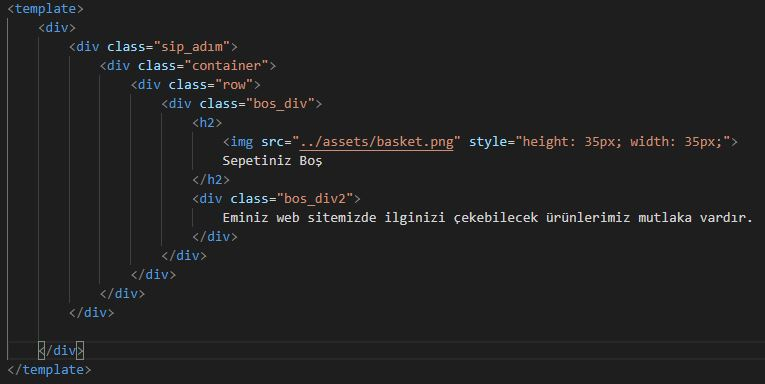 <template>
<div>
<div class="sip_adım">
<div class="container">
<div class="row">
<div class="bos_div">
<h2>
<img src="../assets/basket.png" style="height: 35px; width: 35px;">
Sepetiniz Boş
</h2>
<div class="bos_div2">
Eminiz web sitemizde ilginizi çekebilecek ürünlerimiz mutlaka vardır.
</div>
</div>
</div>
</div>
</div>
</div>
</template>